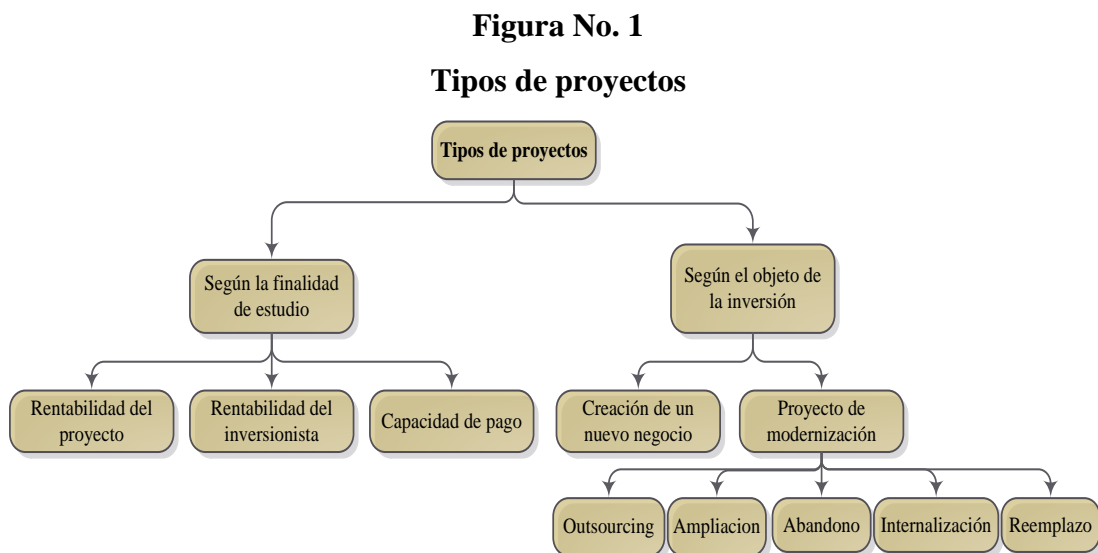 Figura No. 1
Tipos de proyectos
Tipos de proyectos
Según la finalidad
de estudio
Según el objeto de
la inversión
Rentabilidad del
proyecto
Rentabilidad del
inversionista
Capacidad de pago
Creación de un
nuevo negocio
Proyecto de
modernización
Outsourcing
Ampliacion
Abandono
Internalización
Reemplazo